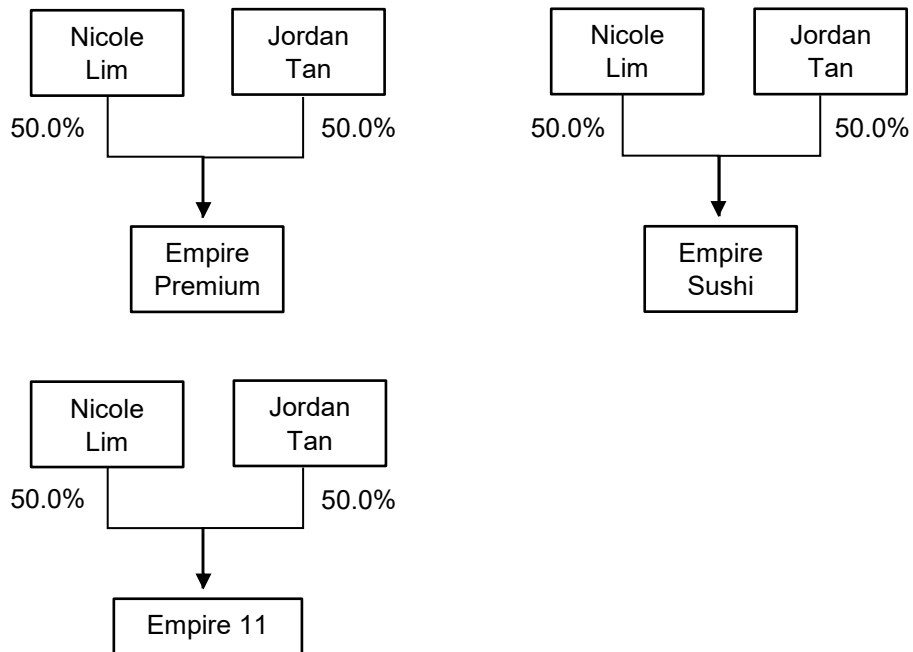 Nicole
Lim
Jordan
Tan
50.0%
50.0%
Empire
Premium
Nicole
Lim
Jordan
Tan
50.0%
50.0%
Empire
Sushi
Nicole
Lim
Jordan
Tan
50.0%
50.0%
Empire 11